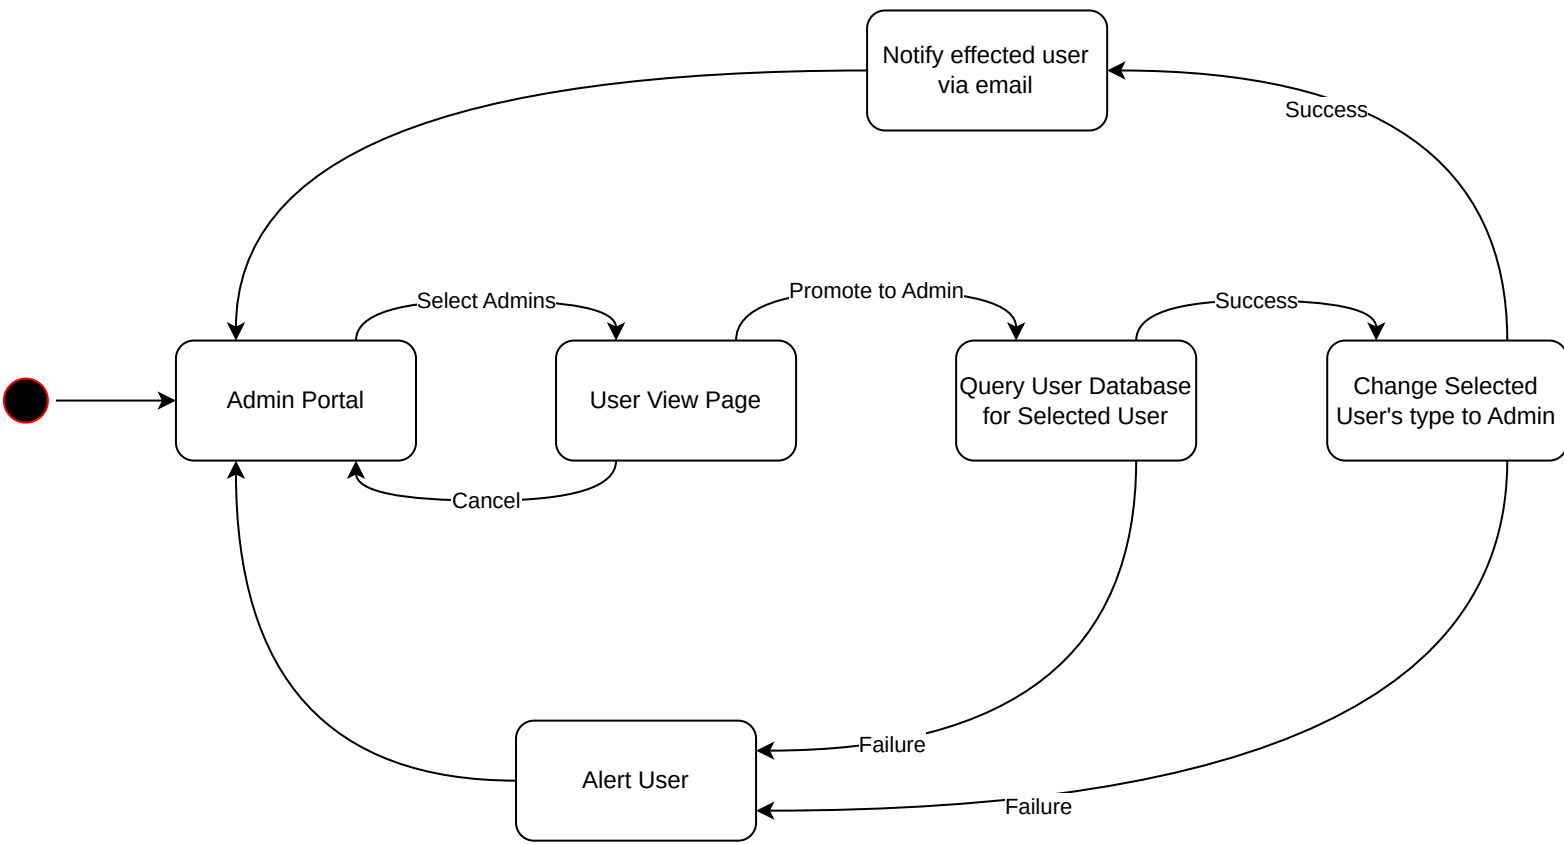 Notify effected user
via email
Success
Select Admins
Promote to Admin
Success
Admin Portal
User View Page
Query User Database
for Selected User
Change Selected
User's type to Admin
Cancel
Failure
Alert User
Failure